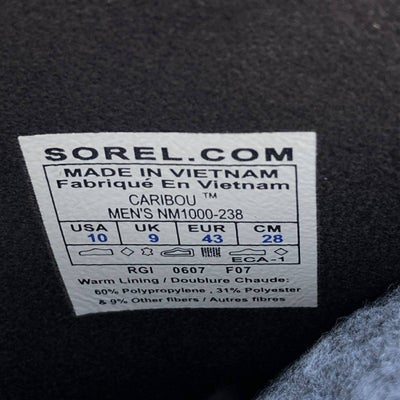 SOREL.COM
MADE IN VIETNAM
Fabriqué En Vietnam
CARIBOU ™
MEN'S NM1000-238
USA UK EUR CM
10 9 43 28
ECA-1
RGI 0607 F07
Warm Lining / Doublure Chaude:
60% Polypropylene , 31% Polyester
& 9% Other fibers / Autres fibres